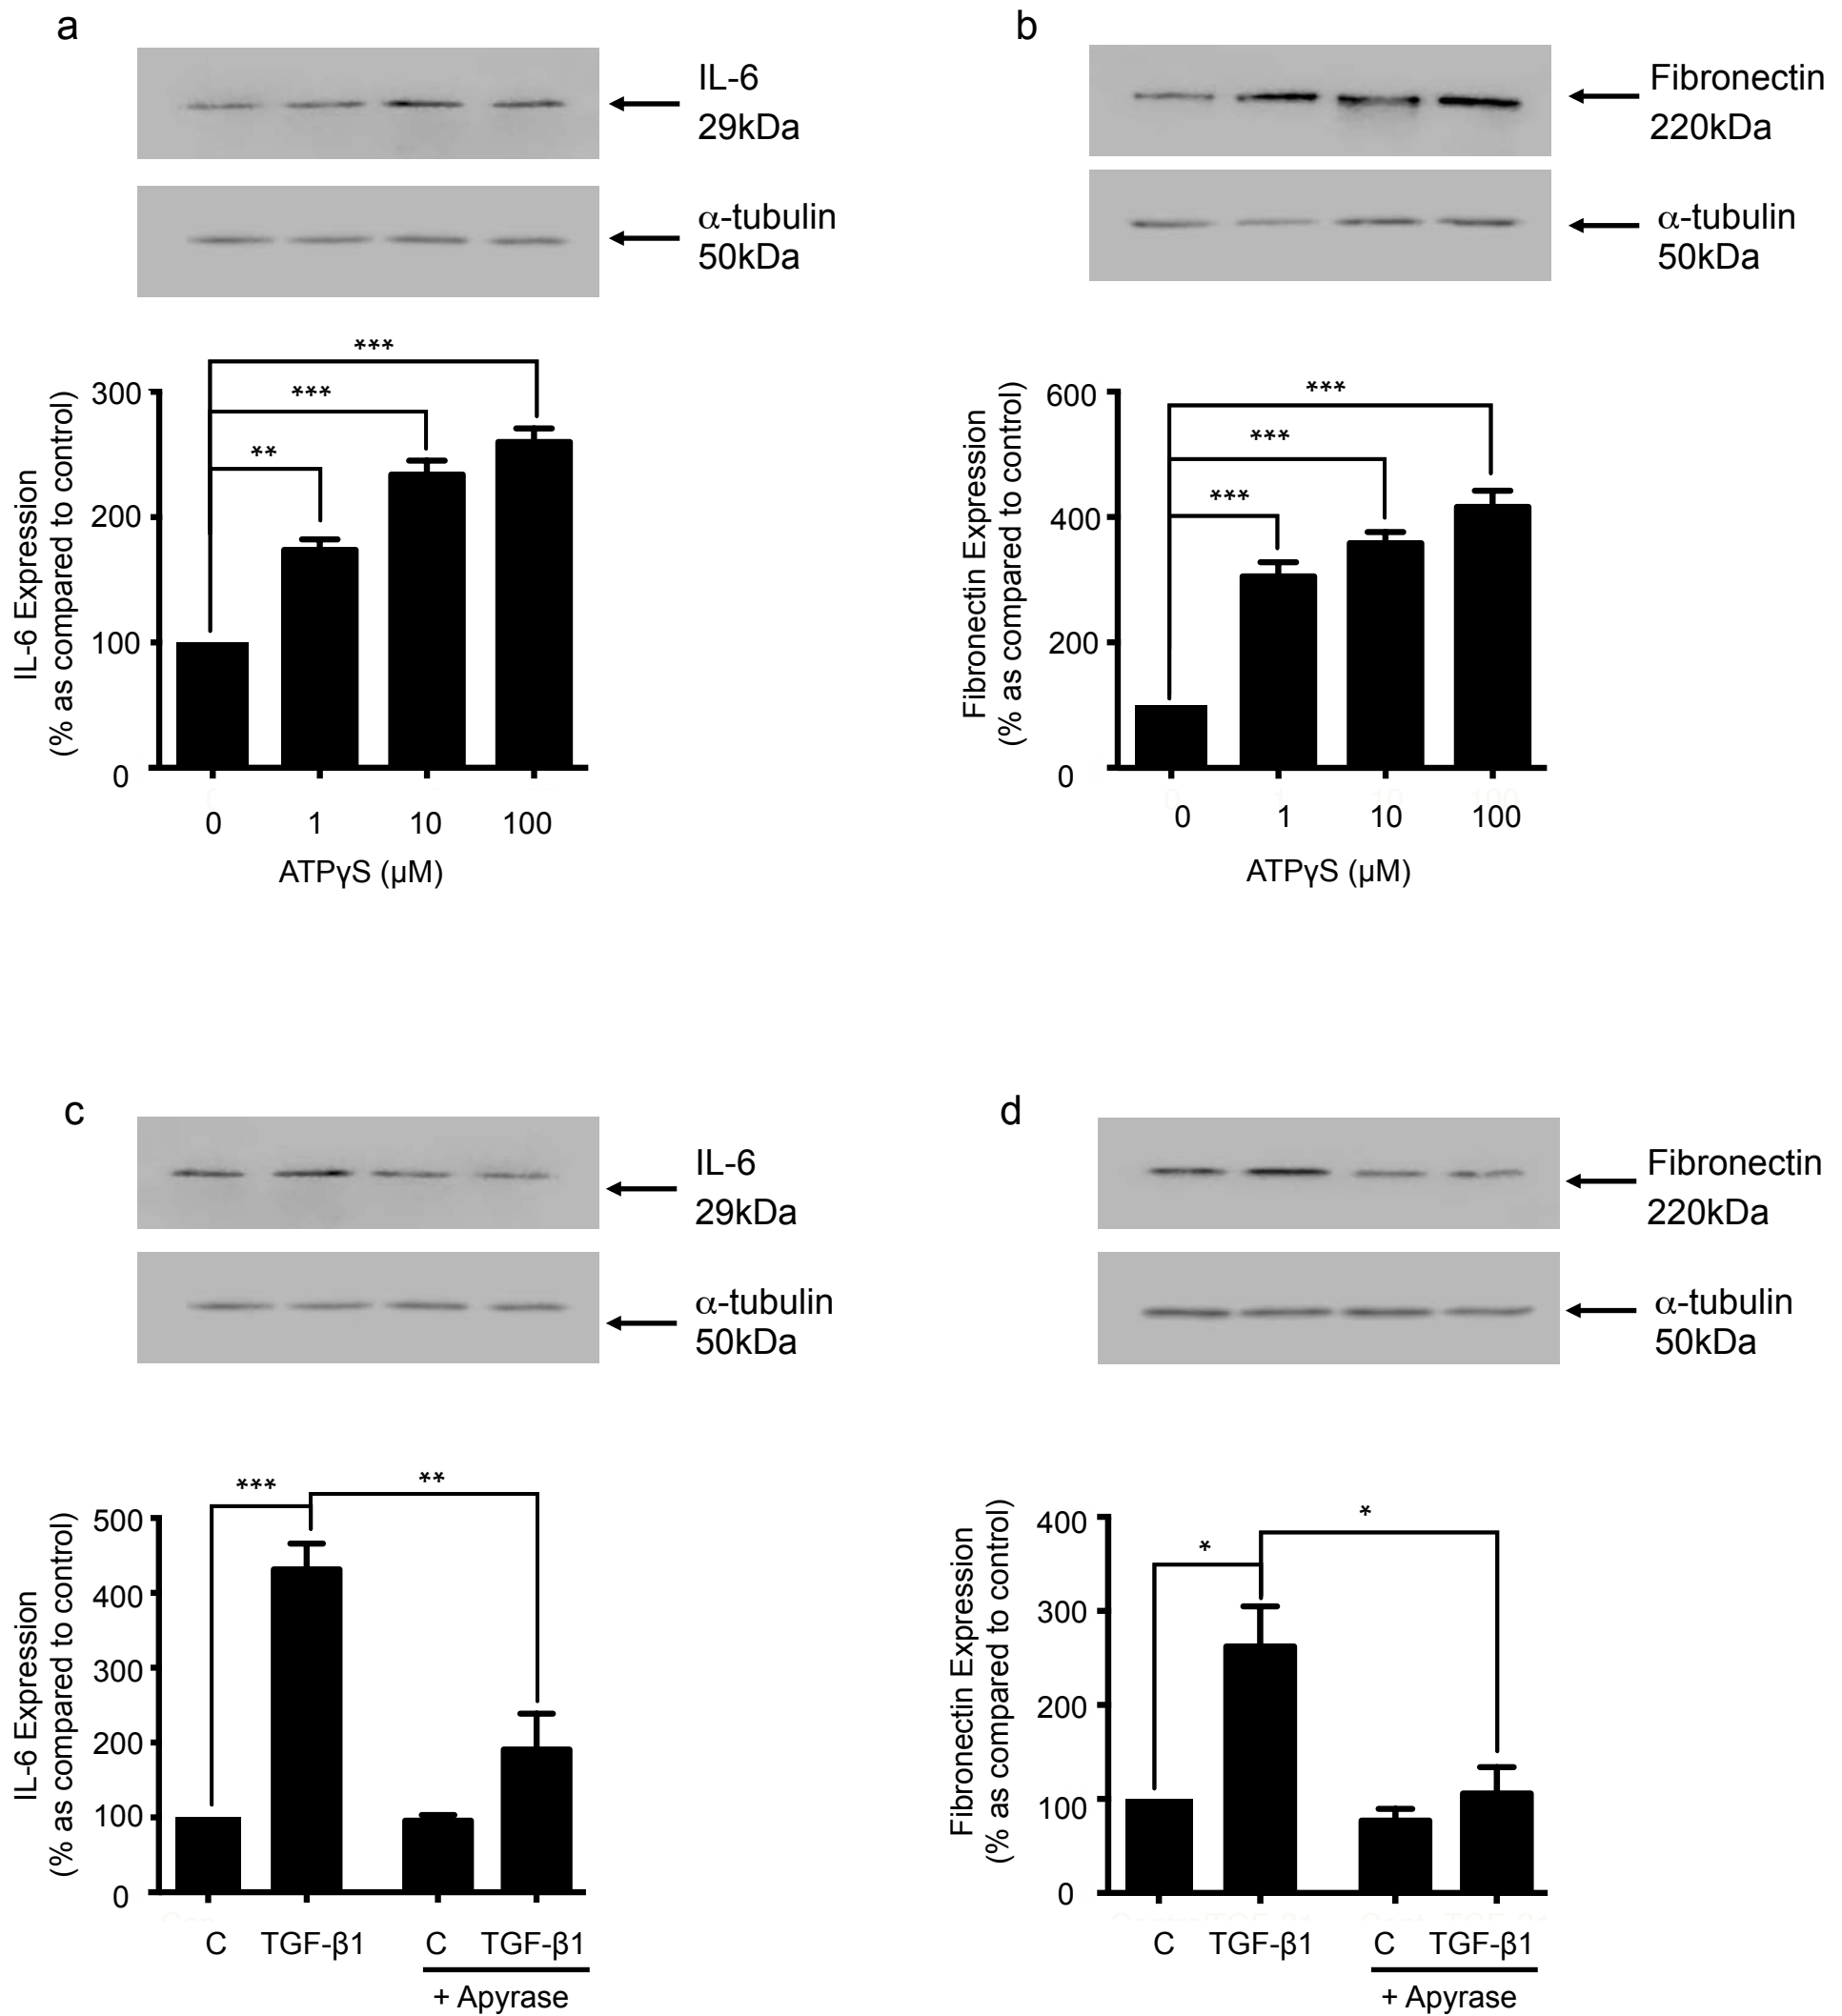 a
IL-6
29kDa
α-tubulin
50kDa
***
***
**
300
200
100
0
IL-6 Expression
(% as compared to control)
0 1 10 100
ATPγS (μM)
b
Fibronectin
220kDa
α-tubulin
50kDa
***
***
***
600
400
200
0
Fibronectin Expression
(% as compared to control)
0 1 10 100
ATPγS (μM)
c
IL-6
29kDa
α-tubulin
50kDa
***
**
500
400
300
200
100
0
IL-6 Expression
(% as compared to control)
C TGF-β1 C TGF-β1
+ Apyrase
d
Fibronectin
220kDa
α-tubulin
50kDa
*
*
400
300
200
100
0
Fibronectin Expression
(% as compared to control)
C TGF-β1 C TGF-β1
+ Apyrase